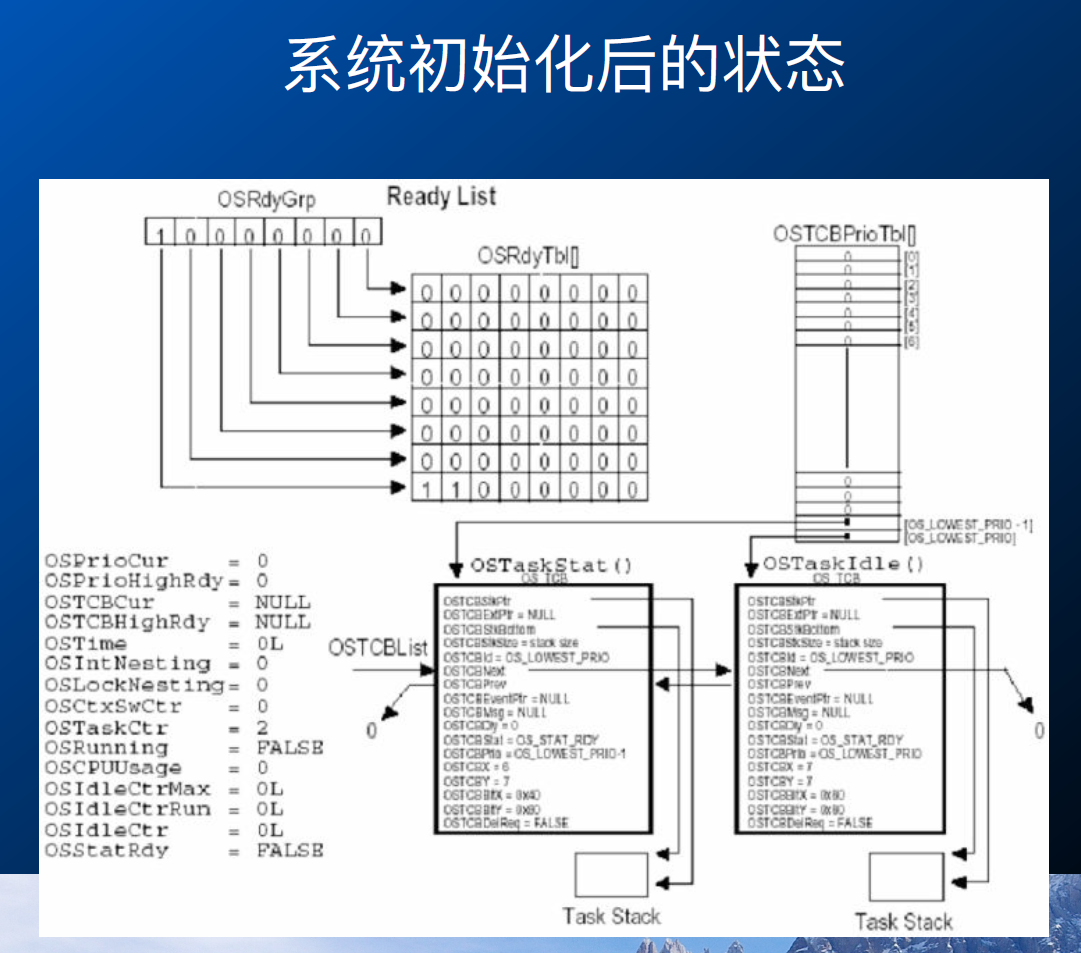 系统初始化后的状态
OSRdyGrp
Ready List
1 0 0 0 0 0 0 0
OSRdyTbl[]
0 0 0 0 0 0 0 0
0 0 0 0 0 0 0 0
0 0 0 0 0 0 0 0
0 0 0 0 0 0 0 0
0 0 0 0 0 0 0 0
0 0 0 0 0 0 0 0
0 0 0 0 0 0 0 0
1 1 0 0 0 0 0 0
OSTCBPrioTbl[]
0 [0]
0 [1]
0 [2]
0 [3]
0 [4]
0 [5]
0 [6]
0
0
0
[OS_LOWEST_PRIO - 1]
[OS_LOWEST_PRIO]
OSPrioCur = 0
OSPrioHighRdy = 0
OSTCBCur = NULL
OSTCBHighRdy = NULL
OSTime = 0L
OSIntNesting = 0
OSLockNesting = 0
OSCtxSwCtr = 0
OSTaskCtr = 2
OSRunning = FALSE
OSCPUUsage = 0
OSIdleCtrMax = 0L
OSIdleCtrRun = 0L
OSIdleCtr = 0L
OSStatRdy = FALSE
OSTCBList
0
OSTaskStat()
OS_TCB
OSTCBStkPtr
OSTCBExtPtr = NULL
OSTCBStkBottom
OSTCBStkSize = stack size
OSTCBId = OS_LOWEST_PRIO
OSTCBNext
OSTCBPrev
OSTCBEventPtr = NULL
OSTCBMsg = NULL
OSTCBDly = 0
OSTCBStat = OS_STAT_RDY
OSTCBPrio = OS_LOWEST_PRIO-1
OSTCBX = 6
OSTCBY = 7
OSTCBBitX = 0x40
OSTCBBitY = 0x80
OSTCBDelReq = FALSE
Task Stack
OSTaskIdle()
OS_TCB
OSTCBStkPtr
OSTCBExtPtr = NULL
OSTCBStkBottom
OSTCBStkSize = stack size
OSTCBId = OS_LOWEST_PRIO
OSTCBNext
OSTCBPrev
OSTCBEventPtr = NULL
OSTCBMsg = NULL
OSTCBDly = 0
OSTCBStat = OS_STAT_RDY
OSTCBPrio = OS_LOWEST_PRIO
OSTCBX = 7
OSTCBY = 7
OSTCBBitX = 0x80
OSTCBBitY = 0x80
OSTCBDelReq = FALSE
0
Task Stack